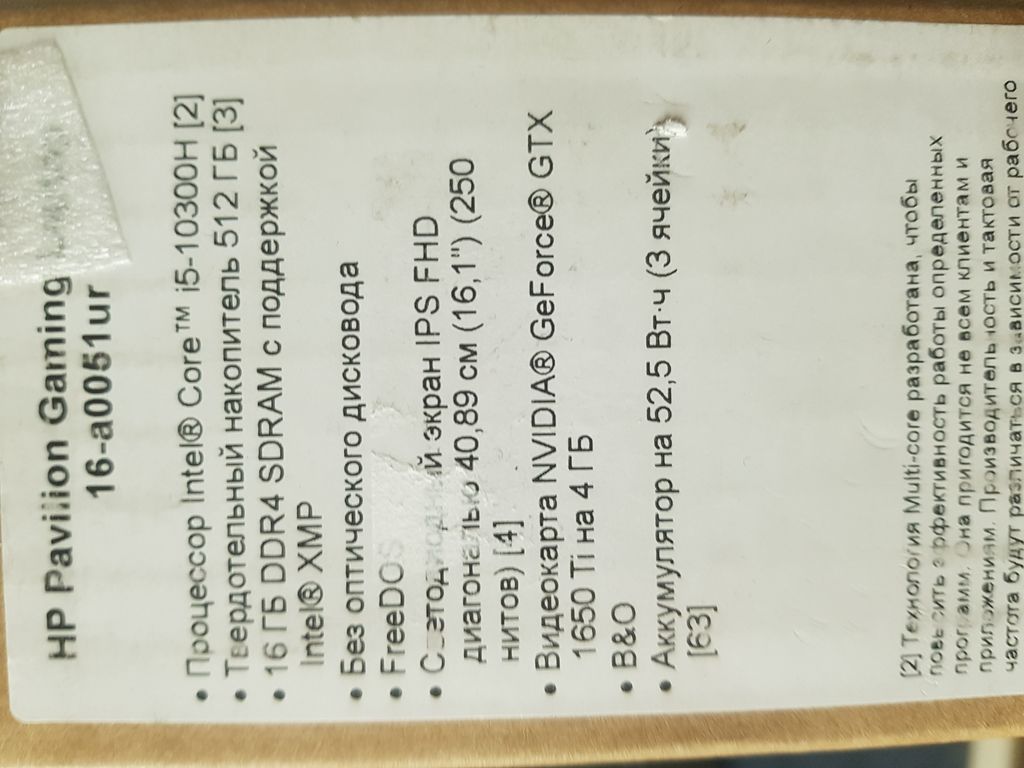 HP Pavilion Gaming
16-a0051ur
• Процессор Intel® Core™ i5-10300H [2]
• Твердотельный накопитель 512 ГБ [3]
• 16 ГБ DDR4 SDRAM с поддержкой
Intel® XMP
• Без оптического дисковода
• FreeDOS
• Светодиодный экран IPS FHD
диагональю 40,89 см (16,1") (250
нитов) [4]
• Видеокарта NVIDIA® GeForce® GTX
1650 Ti на 4 ГБ
• B&O
• Аккумулятор на 52,5 Вт·ч (3 ячейки)
[63]
[2] Технология Multi-core разработана, чтобы
повысить эффективность работы определенных
программ. Она пригодится не всем клиентам и
приложениям. Производительность и тактовая
частота будут различаться в зависимости от рабочего